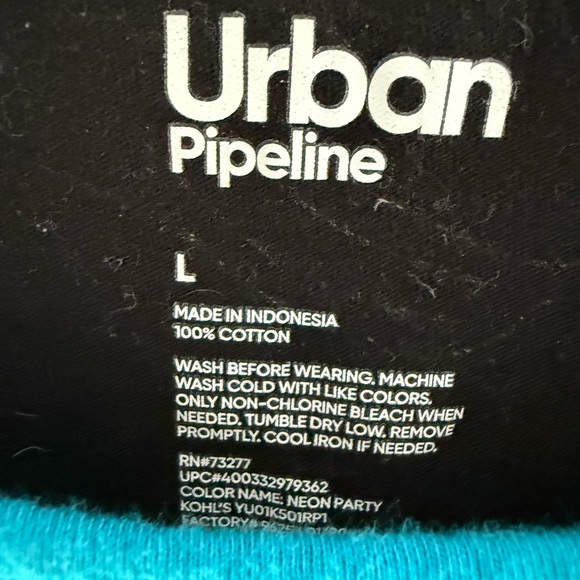 Urban
Pipeline
L
MADE IN INDONESIA
100% COTTON
WASH BEFORE WEARING. MACHINE
WASH COLD WITH LIKE COLORS.
ONLY NON-CHLORINE BLEACH WHEN
NEEDED. TUMBLE DRY LOW. REMOVE
PROMPTLY. COOL IRON IF NEEDED.
RN#73277
UPC#400332979362
COLOR NAME: NEON PARTY
KOHL'S YU01KS01RP1
FACTORY#